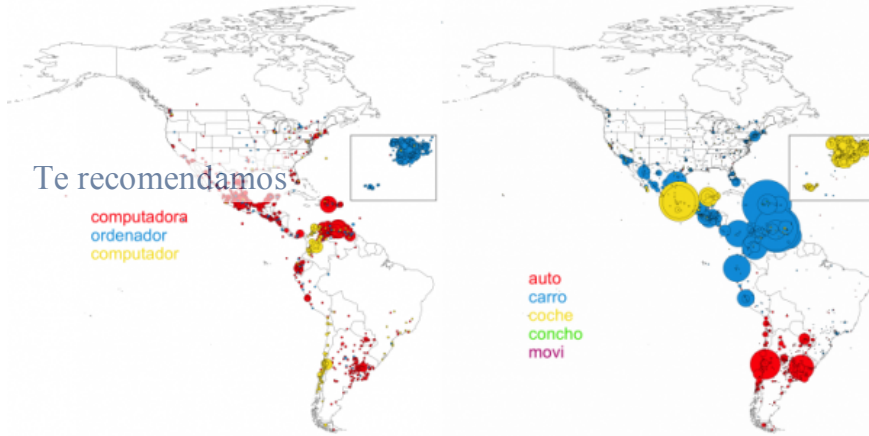 Te recomendamos
computadora
ordenador
computador
auto
carro
coche
concho
movi